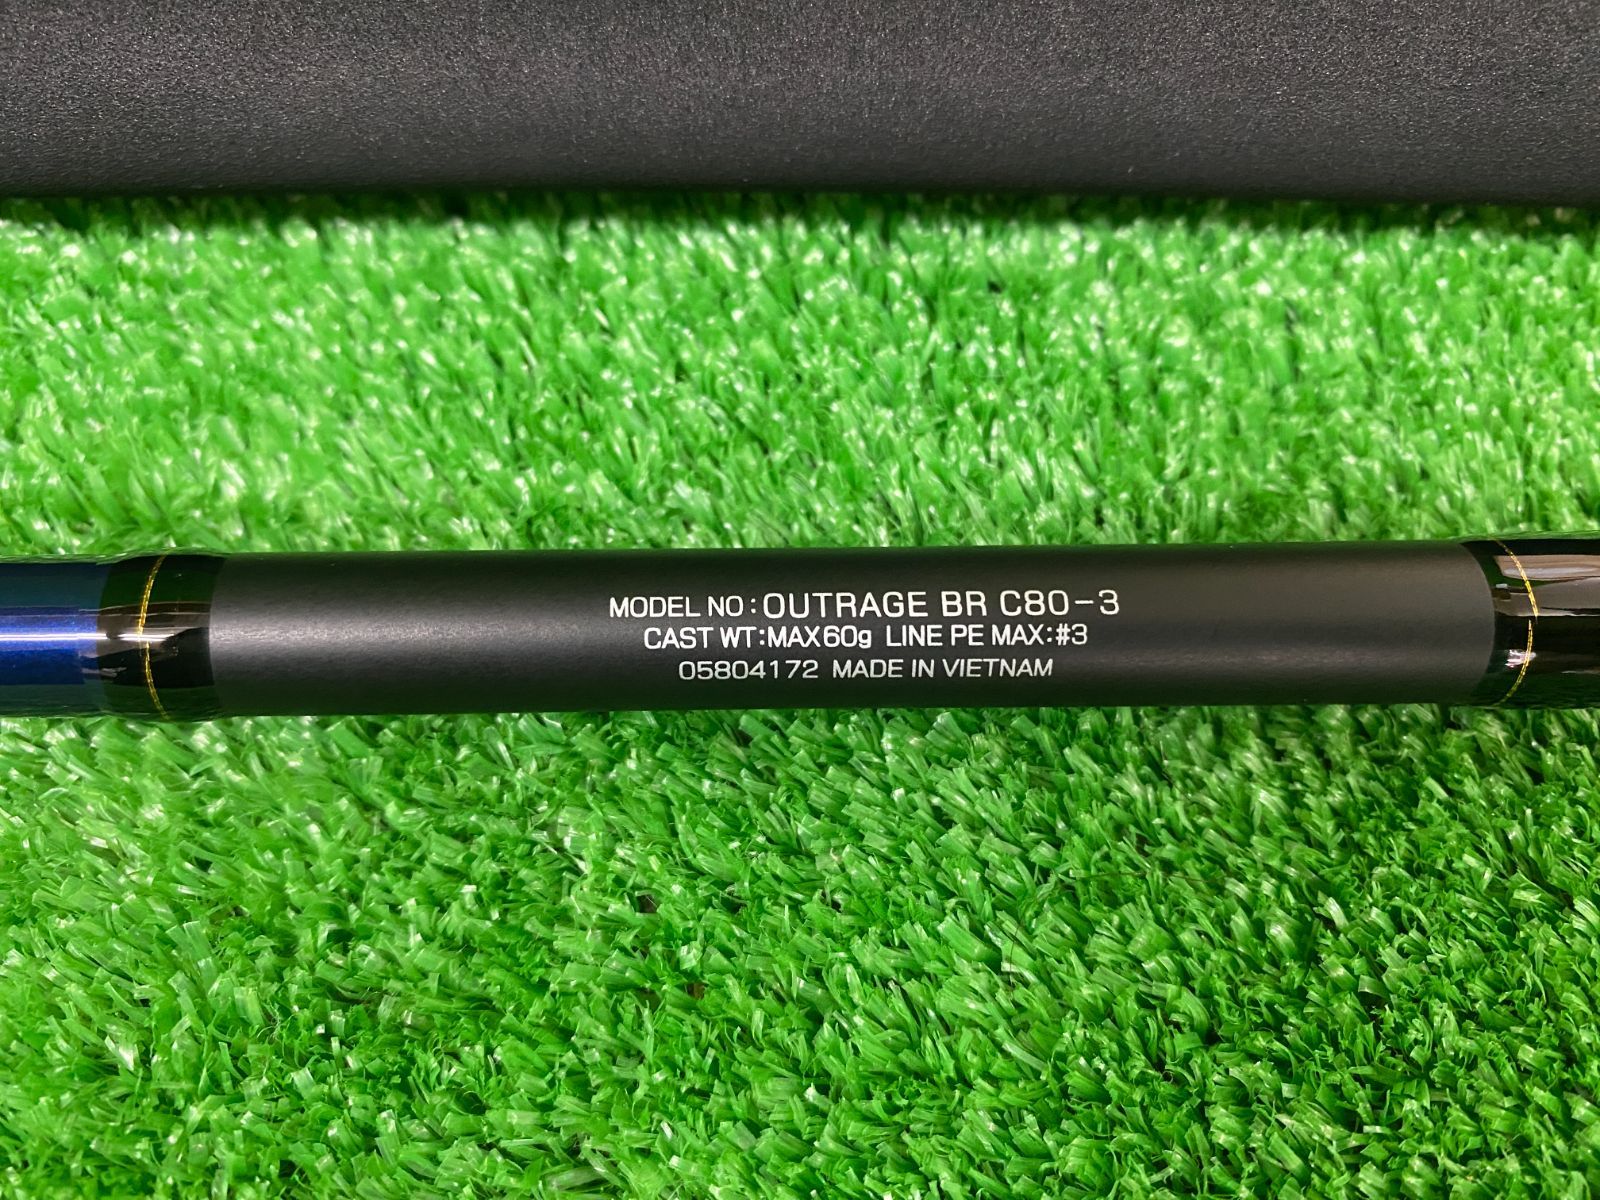 MODEL NO:OUTRAGE BR C80-3
CAST WT:MAX60g LINE PE MAX:#3
05804172 MADE IN VIETNAM